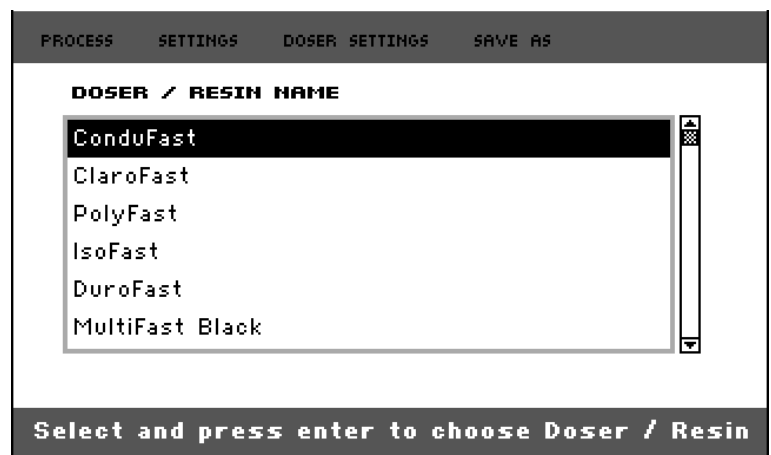 PROCESS SETTINGS DOSER SETTINGS SAVE AS
DOSER / RESIN NAME
ConduFast
ClaroFast
PolyFast
IsoFast
DuroFast
MultiFast Black
Select and press enter to choose Doser / Resin